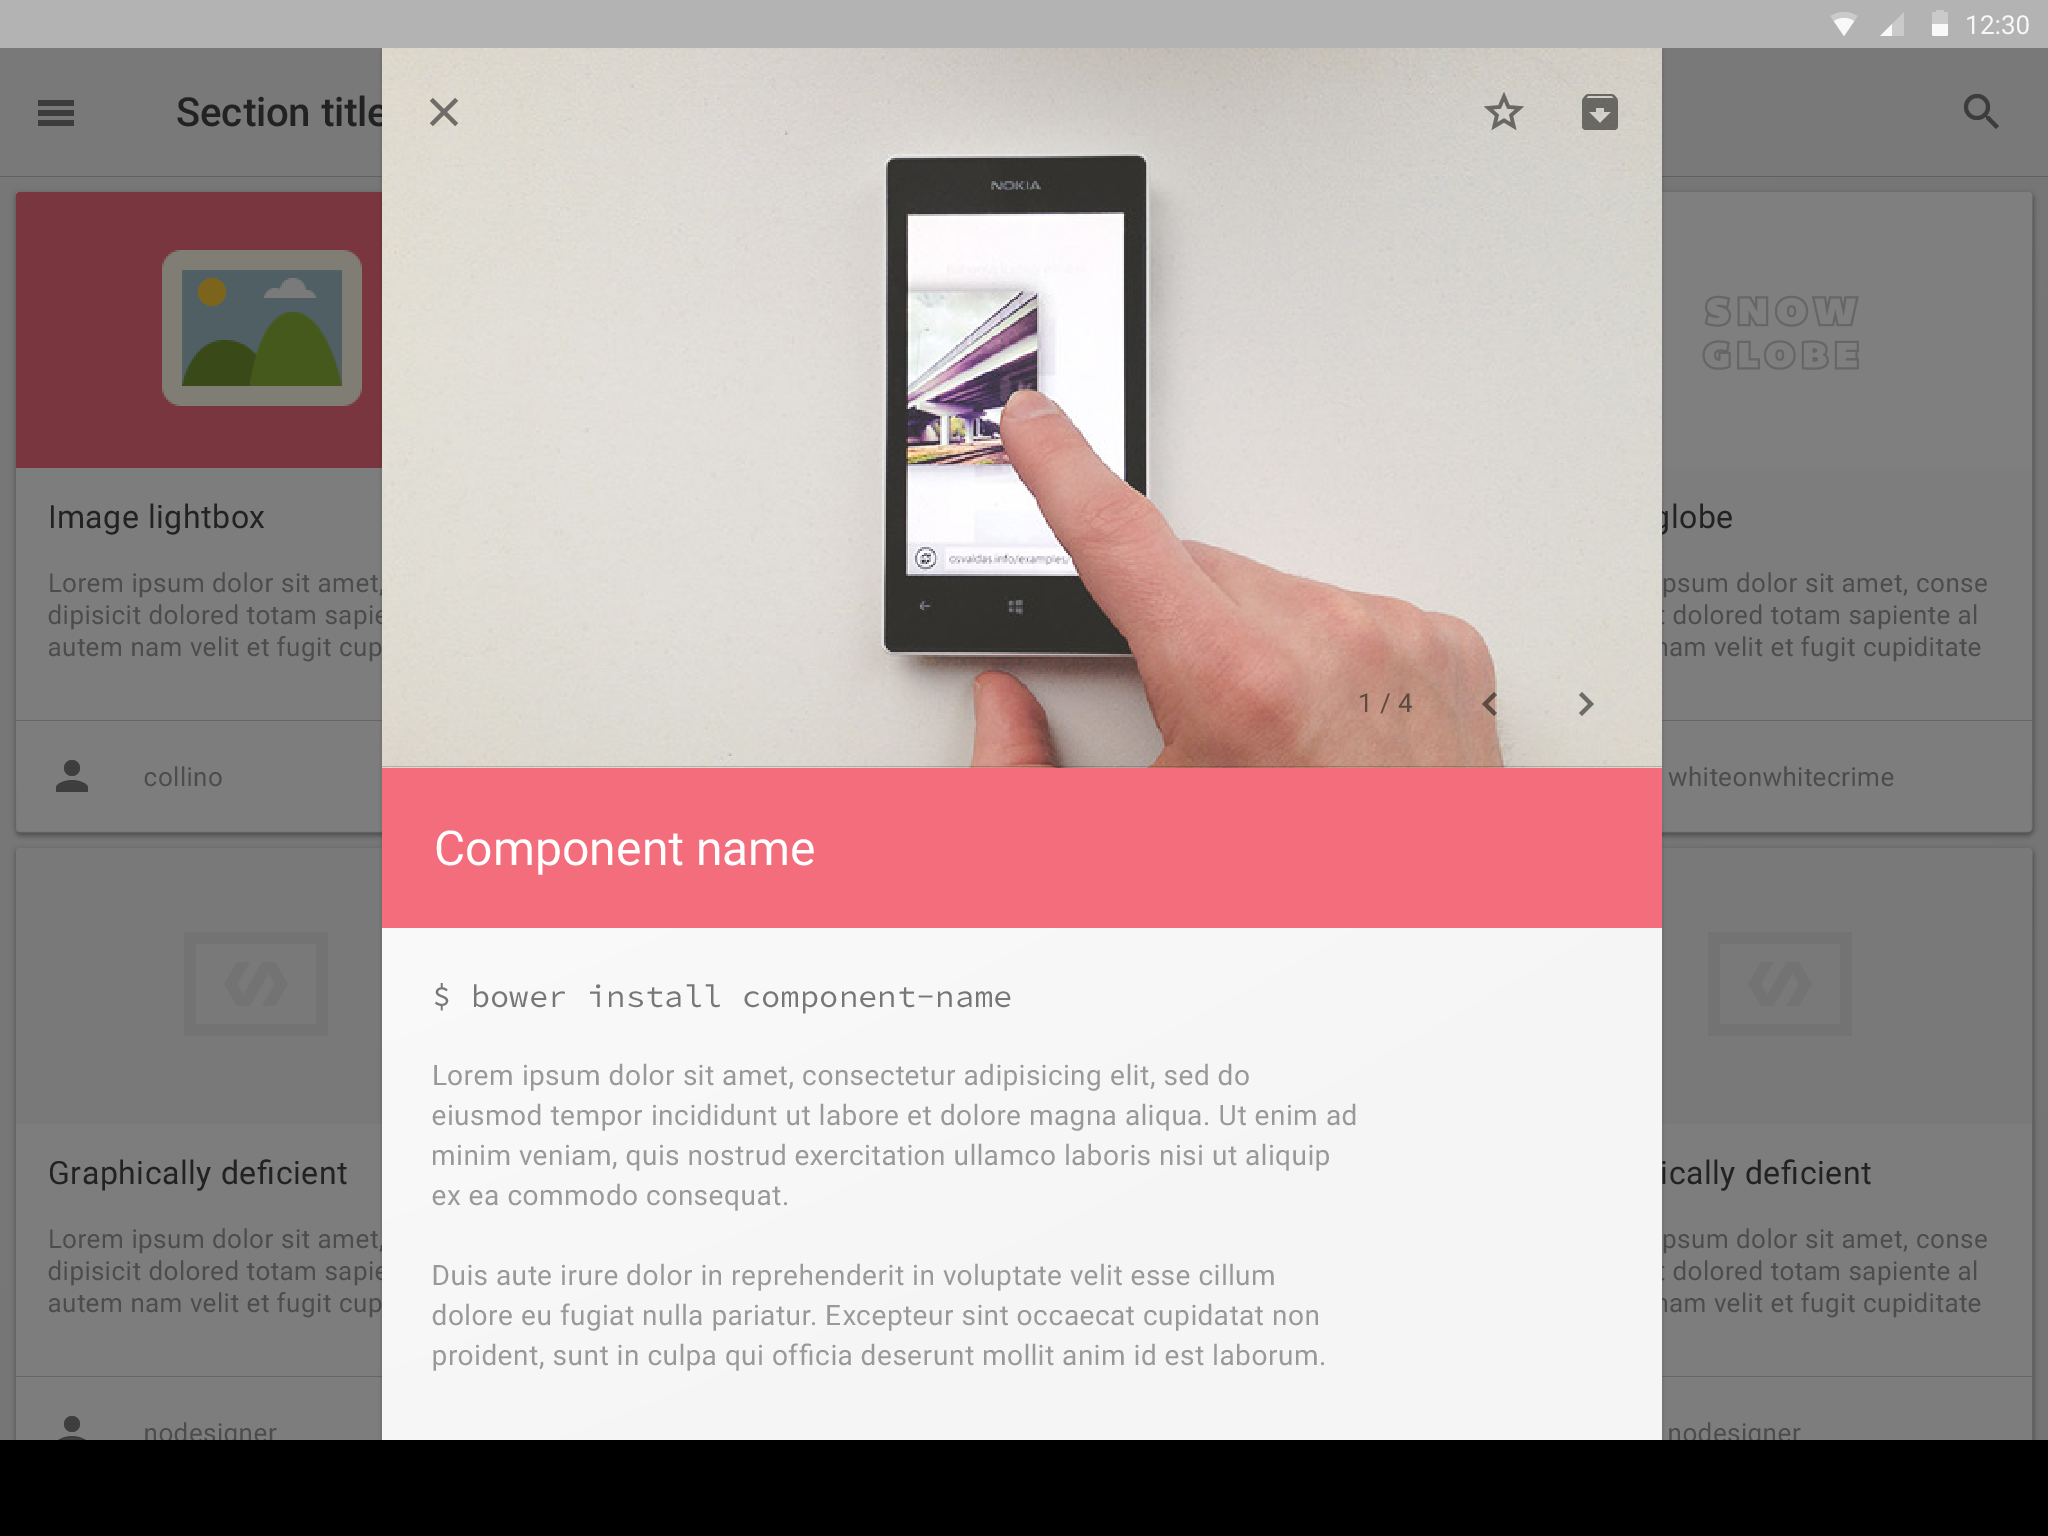 12:30
Section title
Image lightbox
Lorem ipsum dolor sit amet,
dipisicit dolored totam sapie
autem nam velit et fugit cup
collino
Graphically deficient
Lorem ipsum dolor sit amet,
dipisicit dolored totam sapie
autem nam velit et fugit cup
nodesigner
NOKIA
osvaldas.info/examples/
1 / 4
Component name
$ bower install component-name
Lorem ipsum dolor sit amet, consectetur adipisicing elit, sed do
eiusmod tempor incididunt ut labore et dolore magna aliqua. Ut enim ad
minim veniam, quis nostrud exercitation ullamco laboris nisi ut aliquip
ex ea commodo consequat.
Duis aute irure dolor in reprehenderit in voluptate velit esse cillum
dolore eu fugiat nulla pariatur. Excepteur sint occaecat cupidatat non
proident, sunt in culpa qui officia deserunt mollit anim id est laborum.
SNOW
GLOBE
globe
psum dolor sit amet, conse
dolored totam sapiente al
nam velit et fugit cupiditate
whiteonwhitecrime
ically deficient
psum dolor sit amet, conse
dolored totam sapiente al
nam velit et fugit cupiditate
nodesigner